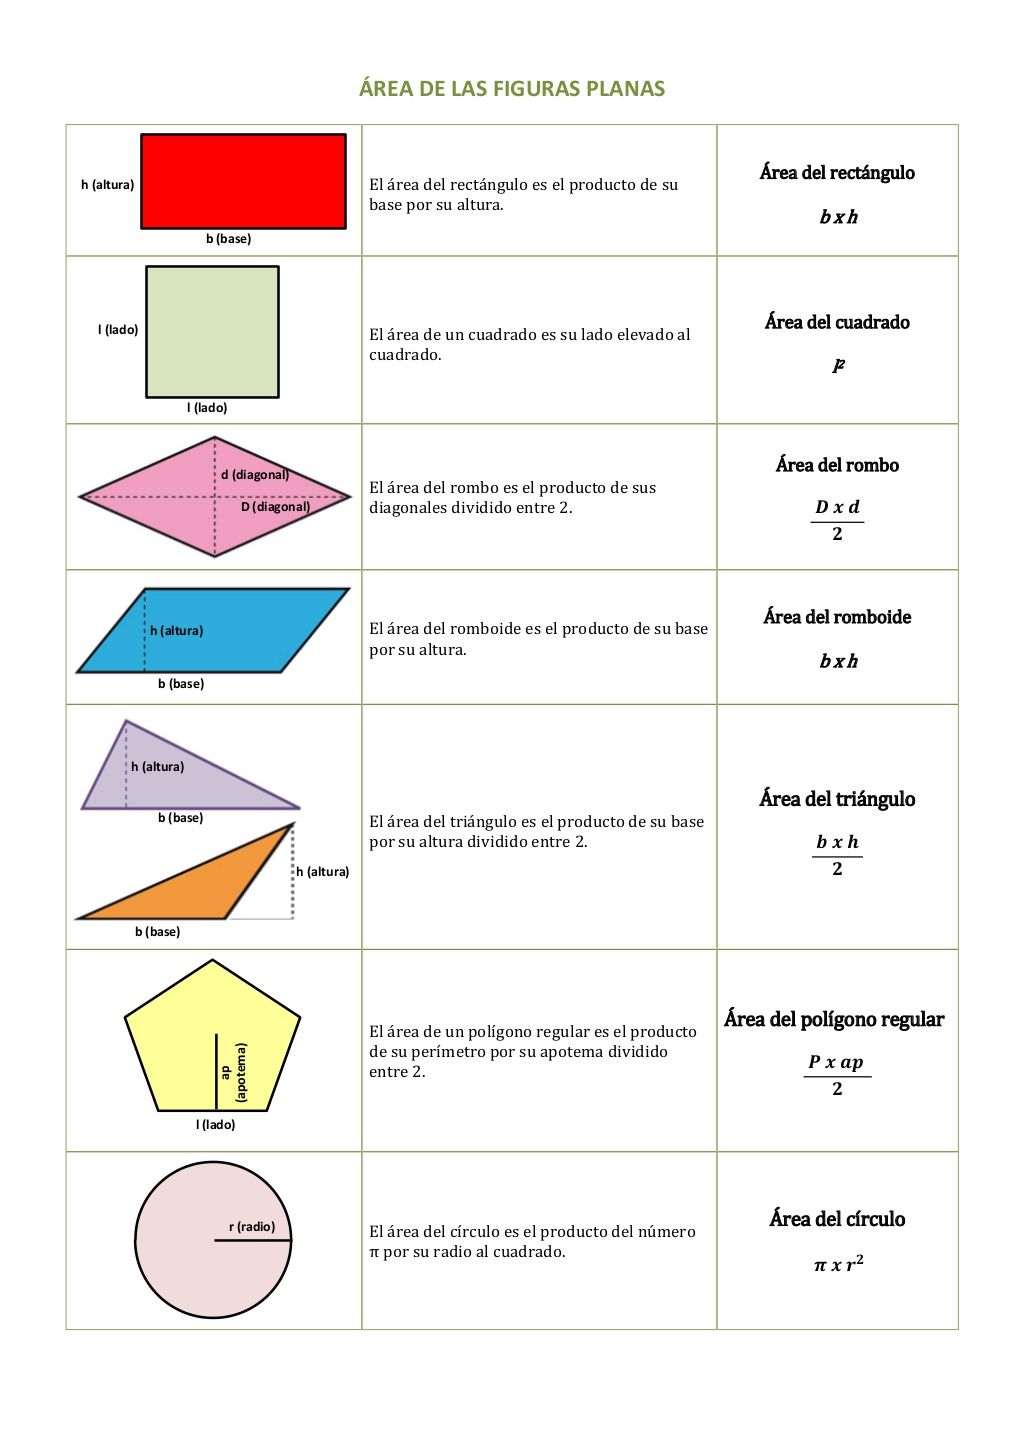 ÁREA DE LAS FIGURAS PLANAS
h (altura)
b (base)
El área del rectángulo es el producto de su
base por su altura.
Área del rectángulo
b x h
l (lado)
l (lado)
El área de un cuadrado es su lado elevado al
cuadrado.
Área del cuadrado
l²
d (diagonal)
D (diagonal)
El área del rombo es el producto de sus
diagonales dividido entre 2.
Área del rombo
D x d
2
h (altura)
b (base)
El área del romboide es el producto de su base
por su altura.
Área del romboide
b x h
h (altura)
b (base)
h (altura)
b (base)
El área del triángulo es el producto de su base
por su altura dividido entre 2.
Área del triángulo
b x h
2
ap
(apotema)
l (lado)
El área de un polígono regular es el producto
de su perímetro por su apotema dividido
entre 2.
Área del polígono regular
P x ap
2
r (radio)
El área del círculo es el producto del número
π por su radio al cuadrado.
Área del círculo
π x r²